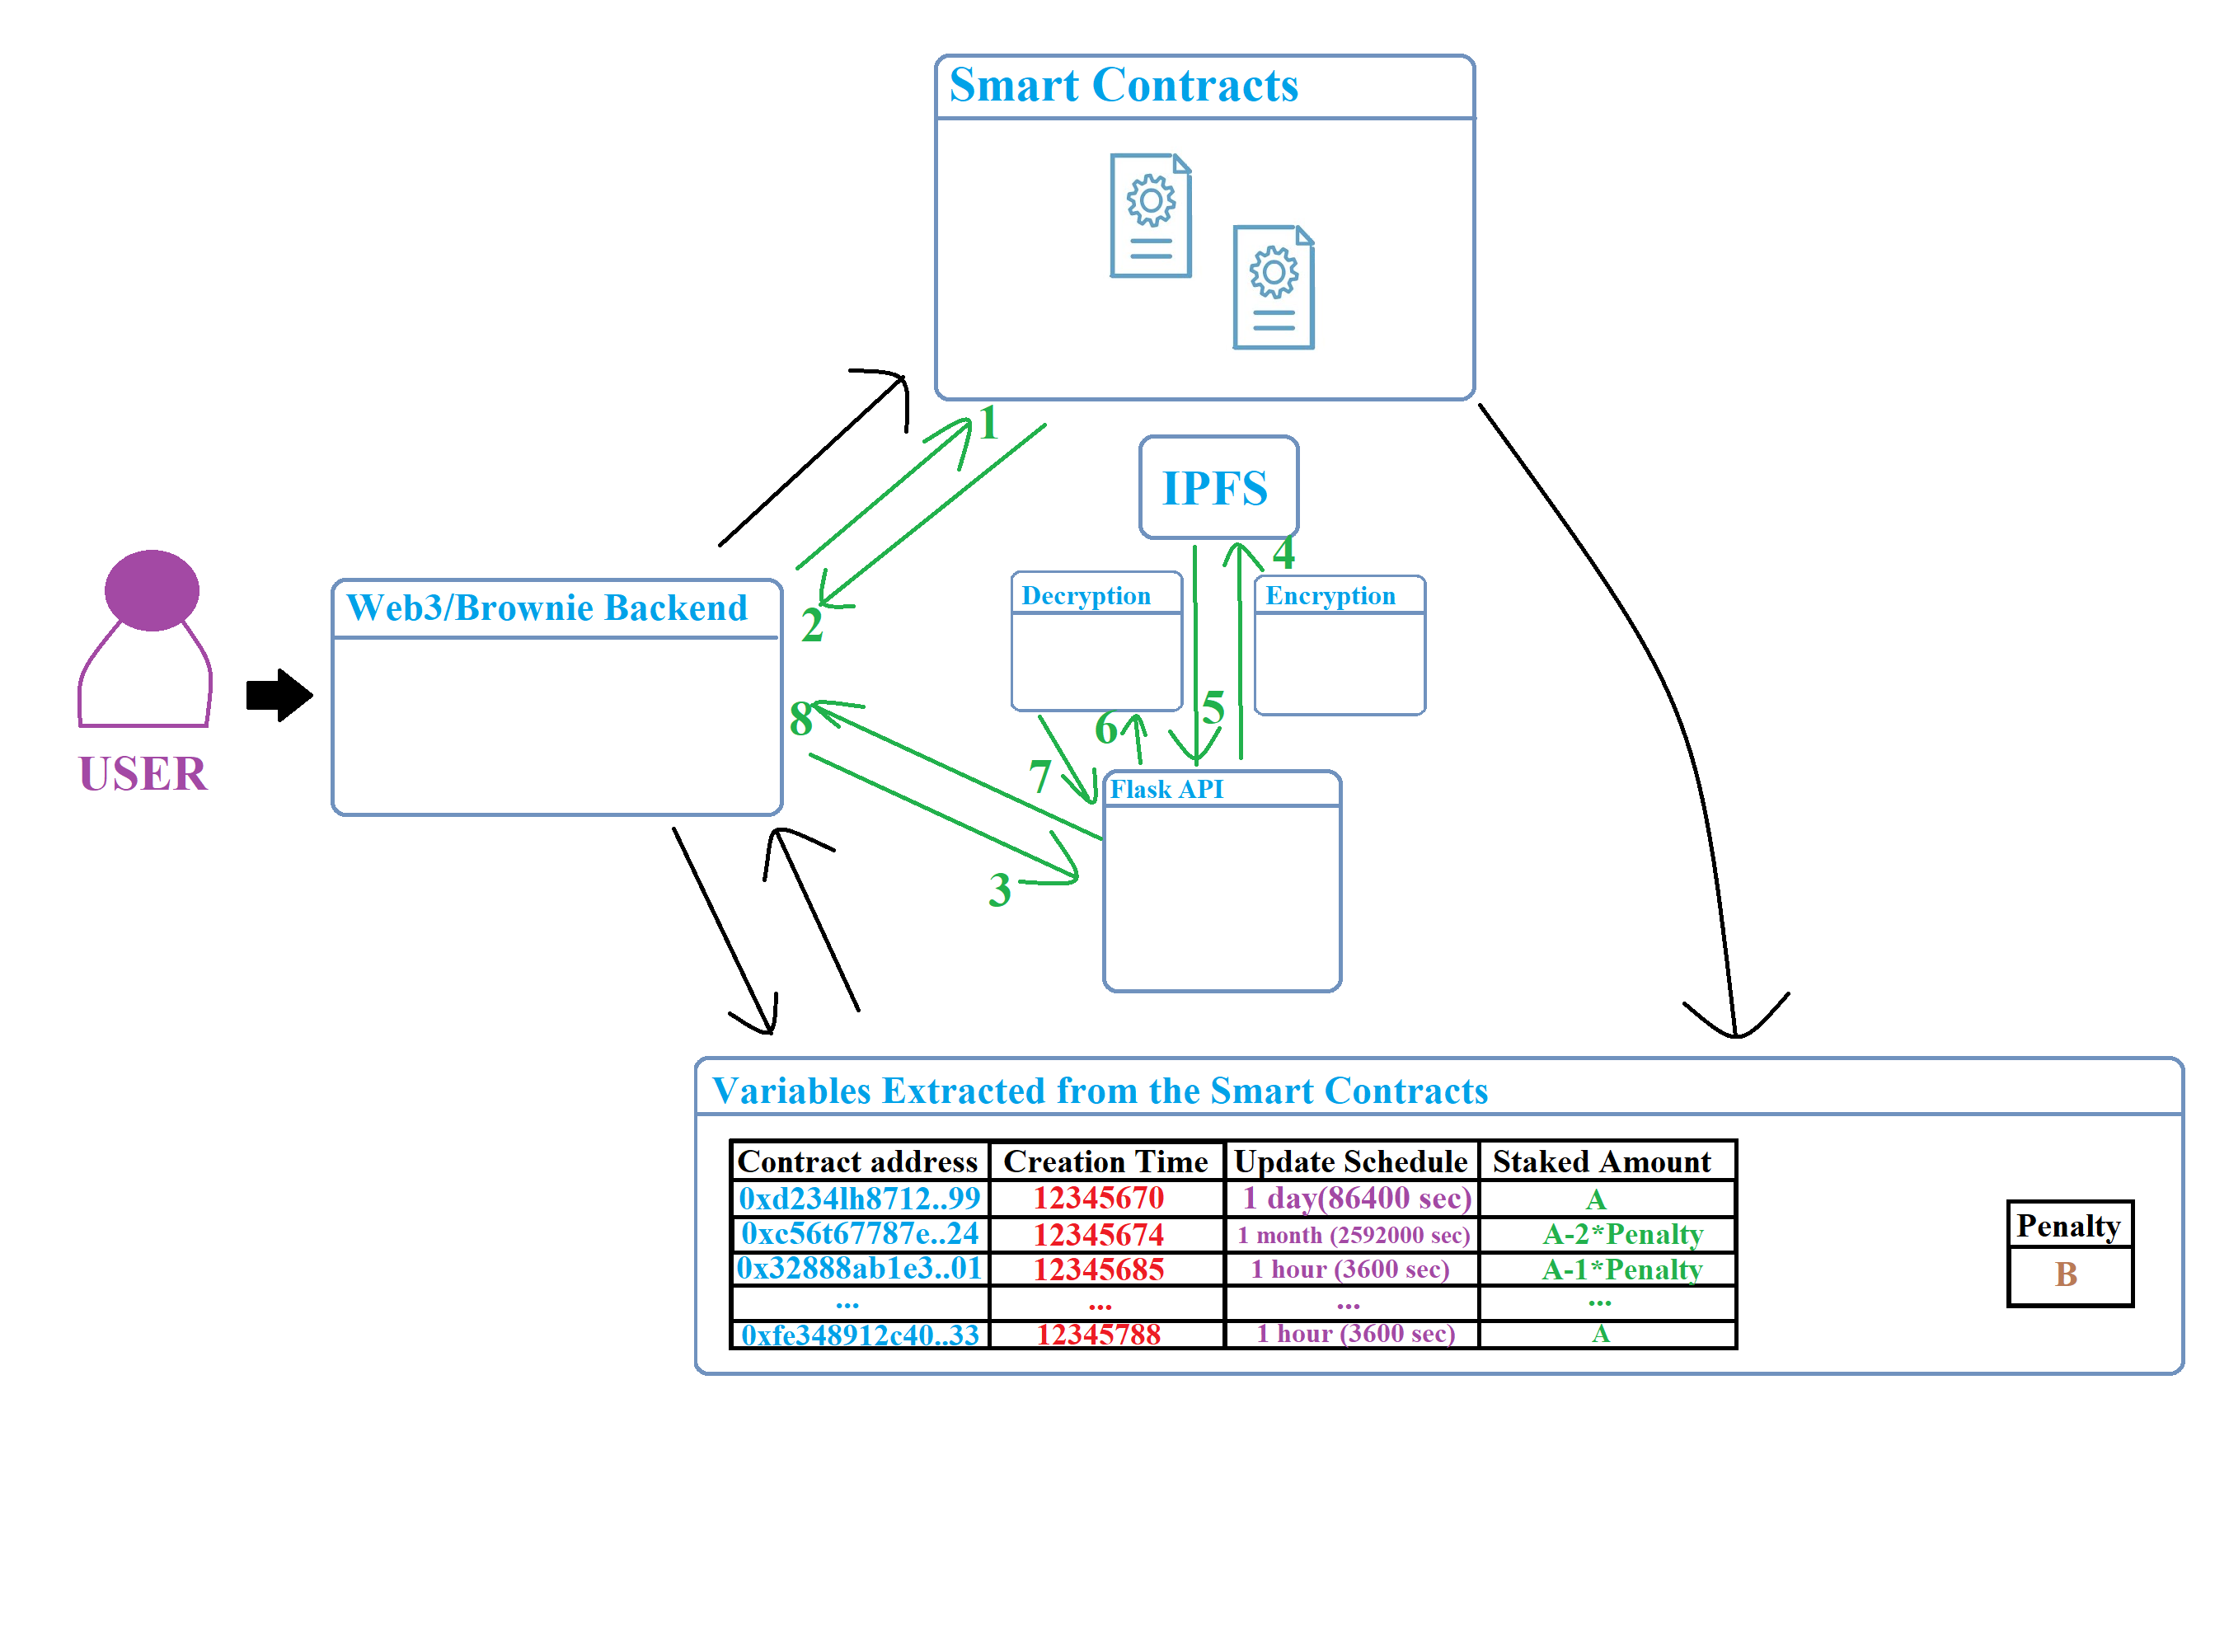 Smart Contracts
1
IPFS
4
Decryption
Encryption
Web3/Brownie Backend
2
8
5
6
7
USER
Flask API
3
Variables Extracted from the Smart Contracts
Contract address Creation Time Update Schedule Staked Amount
0xd234lh8712..99 12345670 1 day(86400 sec) A
0xc56t67787e..24 12345674 1 month (2592000 sec) A-2*Penalty
0x32888ab1e3..01 12345685 1 hour (3600 sec) A-1*Penalty
... ... ... ...
0xfe348912c40..33 12345788 1 hour (3600 sec) A
Penalty
B